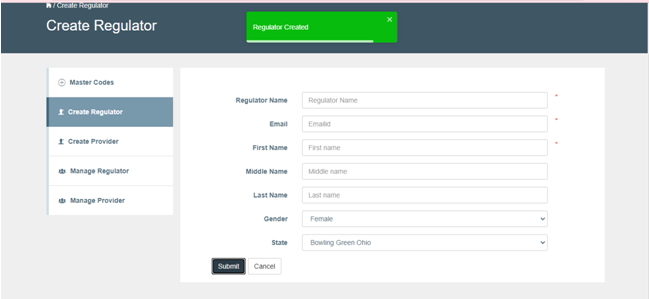 / Create Regulator
Create Regulator
Regulator Created
×
Master Codes
Create Regulator
Create Provider
Manage Regulator
Manage Provider
Regulator Name Regulator Name *
Email Emailid *
First Name First name *
Middle Name Middle name
Last Name Last name
Gender Female
State Bowling Green Ohio
Submit Cancel